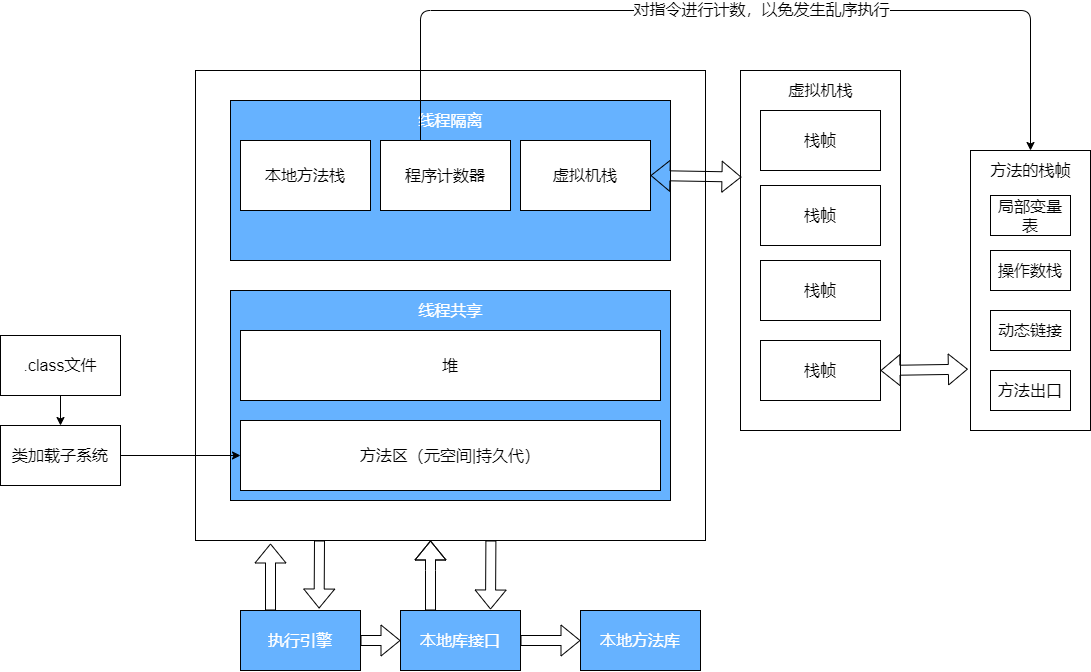 对指令进行计数，以免发生乱序执行
线程隔离
本地方法栈
程序计数器
虚拟机栈
线程共享
堆
方法区（元空间|持久代）
.class文件
类加载子系统
执行引擎
本地库接口
本地方法库
虚拟机栈
栈帧
栈帧
栈帧
栈帧
方法的栈帧
局部变量
表
操作数栈
动态链接
方法出口